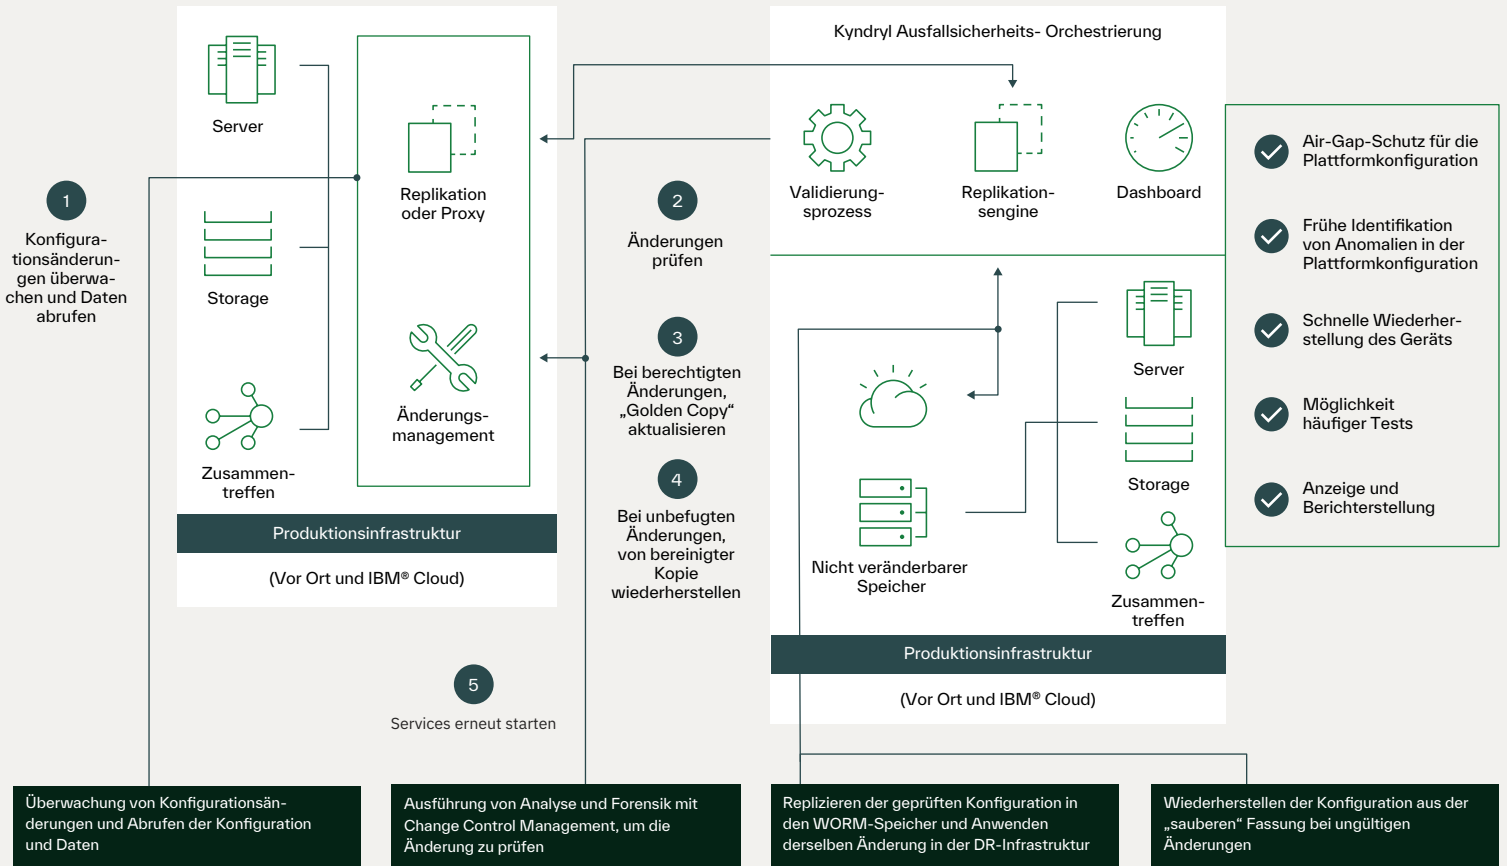 Kyndryl Ausfallsicherheits- Orchestrierung
1
Konfigura-
tionsänderun-
gen überwa-
chen und Daten
abrufen
Server
Storage
Zusammen-
treffen
Replikation
oder Proxy
Änderungs-
management
Produktionsinfrastruktur
(Vor Ort und IBM® Cloud)
2
Änderungen
prüfen
3
Bei berechtigten
Änderungen,
„Golden Copy“
aktualisieren
4
Bei unbefugten
Änderungen,
von bereinigter
Kopie
wiederherstellen
5
Services erneut starten
Validierung-
sprozess
Replikation-
sengine
Dashboard
Nicht veränderbarer
Speicher
Server
Storage
Zusammen-
treffen
Produktionsinfrastruktur
(Vor Ort und IBM® Cloud)
Air-Gap-Schutz für die
Plattformkonfiguration
Frühe Identifikation
von Anomalien in der
Plattformkonfiguration
Schnelle Wiederher-
stellung des Geräts
Möglichkeit
häufiger Tests
Anzeige und
Berichterstellung
Überwachung von Konfigurationsän-
derungen und Abrufen der Konfiguration
und Daten
Ausführung von Analyse und Forensik mit
Change Control Management, um die
Änderung zu prüfen
Replizieren der geprüften Konfiguration in
den WORM-Speicher und Anwenden
derselben Änderung in der DR-Infrastruktur
Wiederherstellen der Konfiguration aus der
„sauberen“ Fassung bei ungültigen
Änderungen